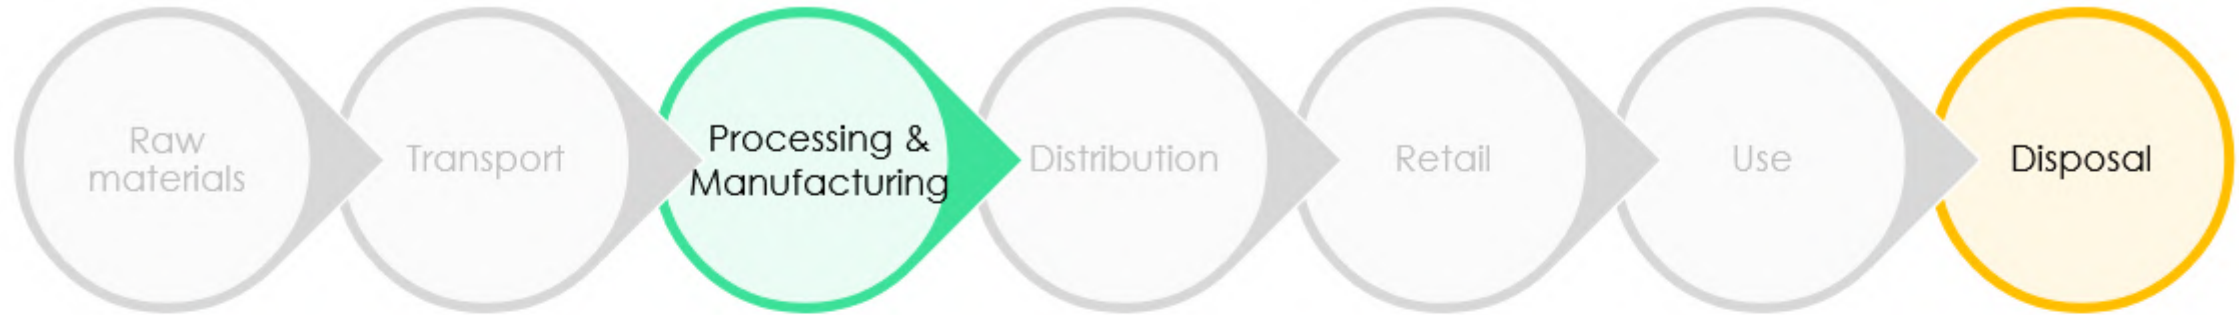 Raw
materials
Transport
Processing &
Manufacturing
Distribution
Retail
Use
Disposal